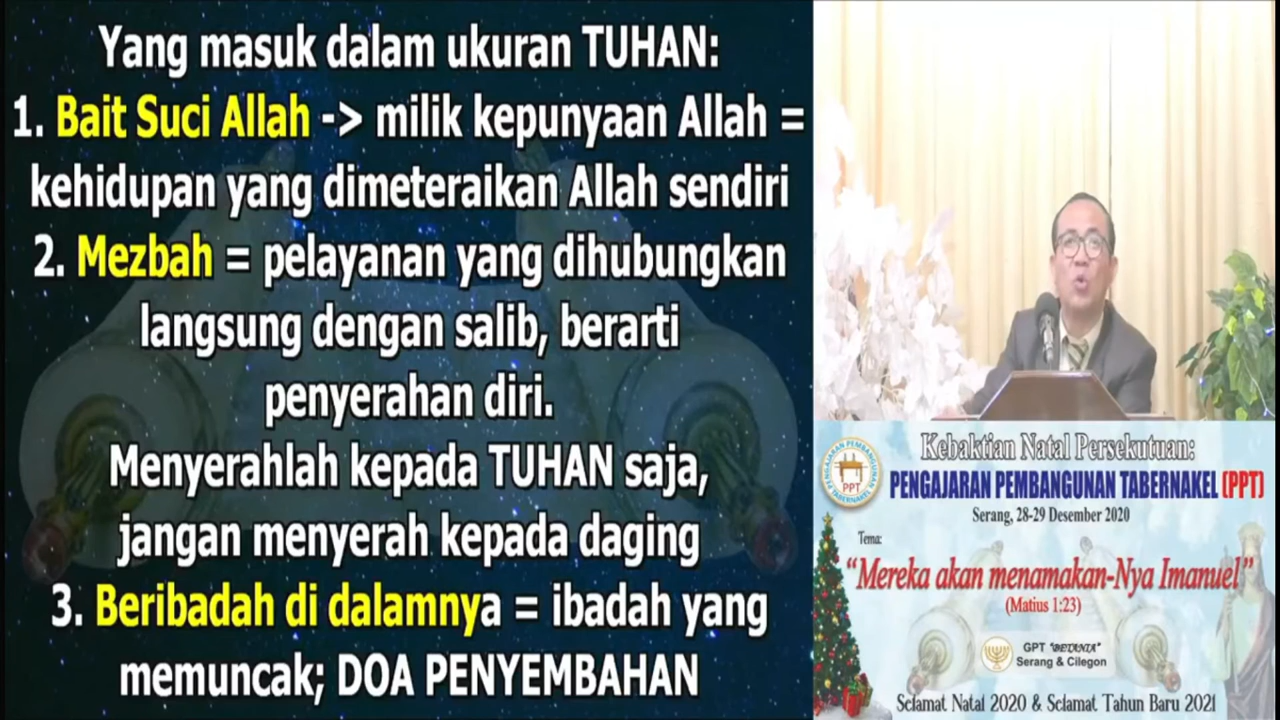 Yang masuk dalam ukuran TUHAN:
1. Bait Suci Allah -> milik kepunyaan Allah =
kehidupan yang dimeteraikan Allah sendiri
2. Mezbah = pelayanan yang dihubungkan
langsung dengan salib, berarti
penyerahan diri.
Menyerahlah kepada TUHAN saja,
jangan menyerah kepada daging
3. Beribadah di dalamnya = ibadah yang
memuncak; DOA PENYEMBAHAN
PENGAJARAN PEMBANGUNAN TABERNAKEL
PPT
Kebaktian Natal Persekutuan:
PENGAJARAN PEMBANGUNAN TABERNAKEL (PPT)
Serang, 28-29 Desember 2020
Tema:
“Mereka akan menamakan-Nya Imanuel”
(Matius 1:23)
GPT "BETANIA"
Serang & Cilegon
Selamat Natal 2020 & Selamat Tahun Baru 2021